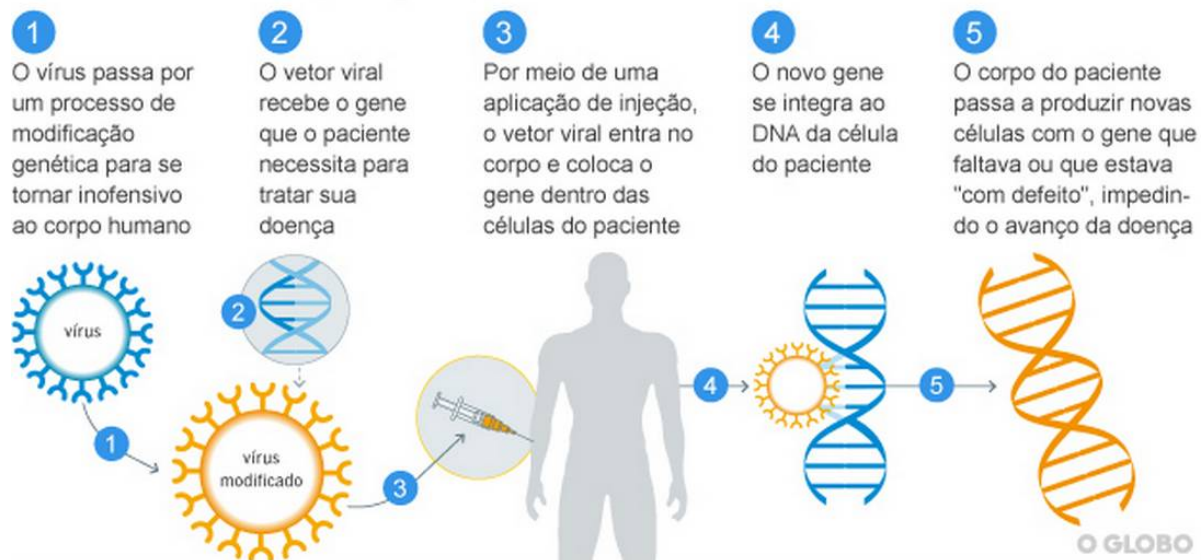 1
O vírus passa por
um processo de
modificação
genética para se
tornar inofensivo
ao corpo humano
2
O vetor viral
recebe o gene
que o paciente
necessita para
tratar sua
doença
3
Por meio de uma
aplicação de injeção,
o vetor viral entra no
corpo e coloca o
gene dentro das
células do paciente
4
O novo gene
se integra ao
DNA da célula
do paciente
5
O corpo do paciente
passa a produzir novas
células com o gene que
faltava ou que estava
"com defeito", impedin-
do o avanço da doença
vírus
2
1
vírus
modificado
3
4
5
O GLOBO